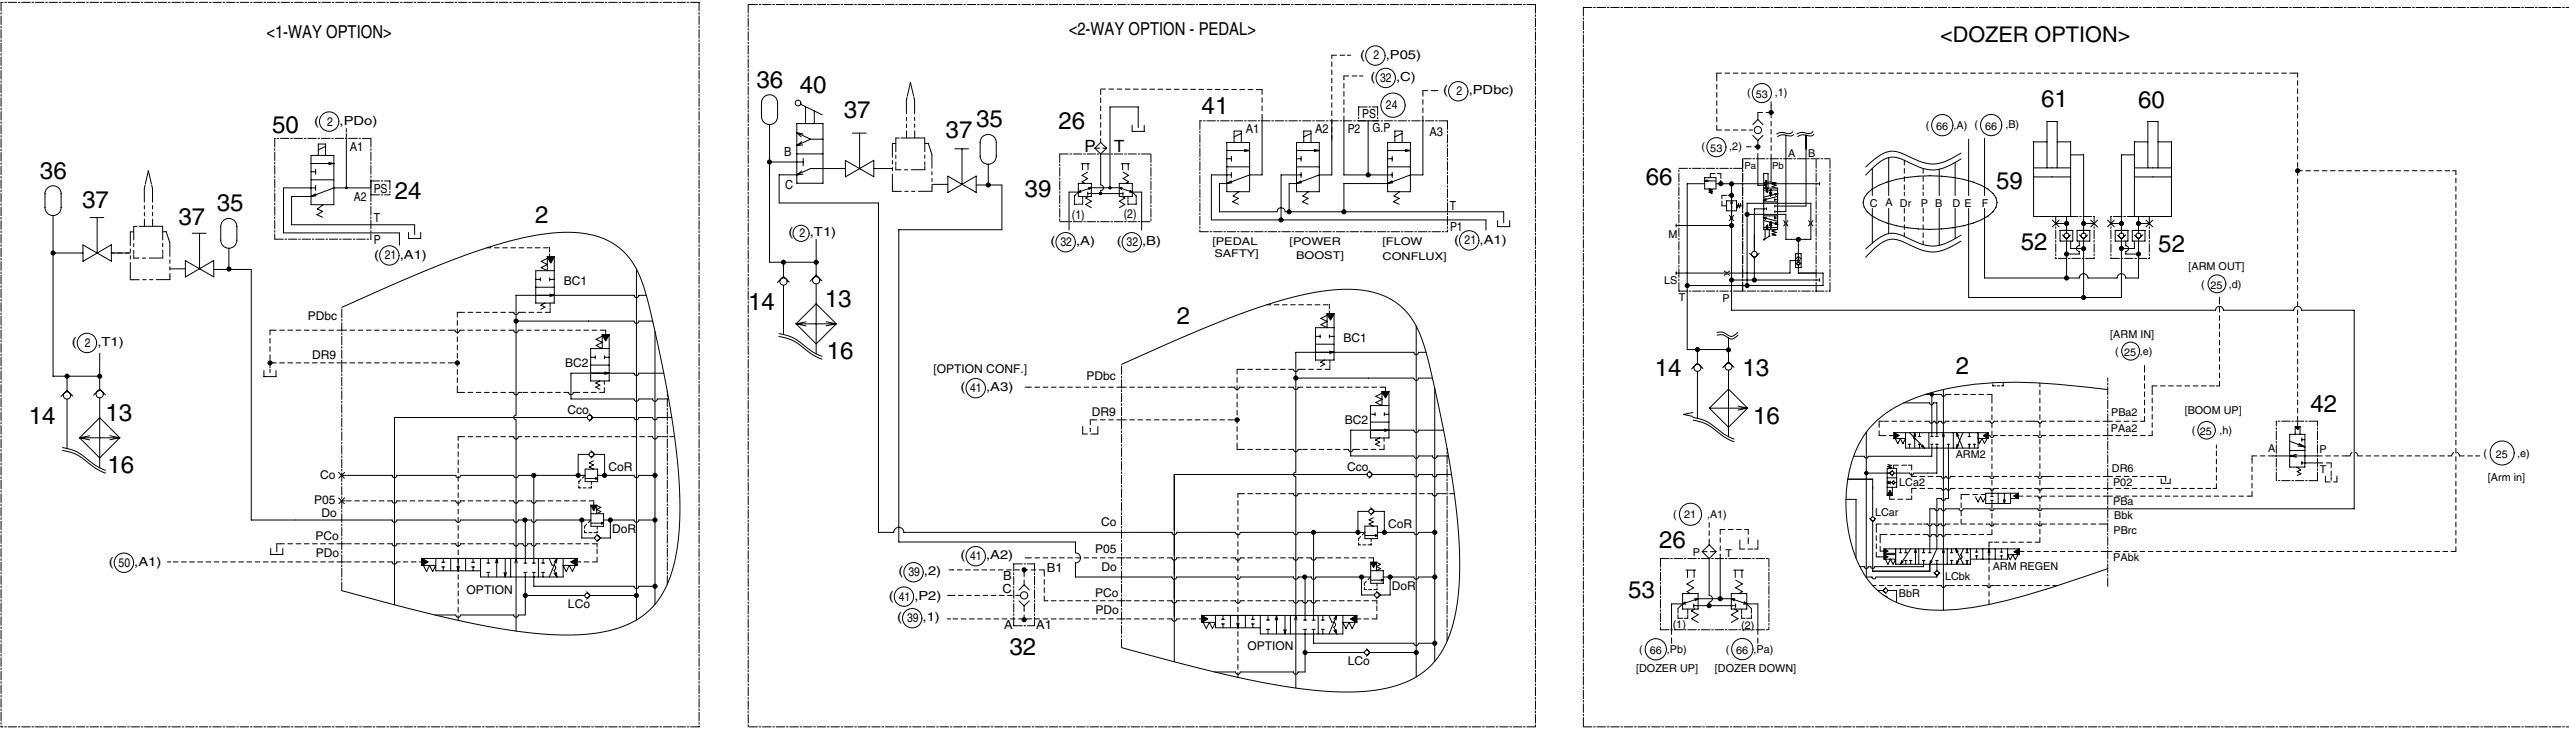 <1-WAY OPTION>
50
(2,PDo)
A1
36
PS 24
A2
37
37
35
T
P
(21,A1)
2
BC1
PDbc
DR9
BC2
(2,T1)
14
13
16
Cco
Co
CoR
P05
Do
DoR
PCo
PDo
(50,A1)
OPTION
LCo
<2-WAY OPTION - PEDAL>
(2,P05)
(32,C)
36
40
PS 24
(2,PDbc)
37
41
A1
A2
P2
G.P
A3
26
37
35
P T
B
C
39
(1)
(2)
T
P1
(32,A)
(32,B)
(21,A1)
[PEDAL SAFTY]
[POWER BOOST]
[FLOW CONFLUX]
(2,T1)
14
13
16
2
BC1
[OPTION CONF.]
(41,A3)
PDbc
DR9
BC2
Cco
Co
CoR
(41,A2)
P05
Do
(39,2)
B
B1
DoR
C
(41,P2)
PCo
(39,1)
PDo
A
A1
32
OPTION
LCo
<DOZER OPTION>
(53,1)
61
60
(66,A)
(66,B)
(53,2)
A
B
Pa
Pb
66
59
C A Dr P B D E F
M
52
52
LS
T
P
[ARM OUT]
(25,d)
[ARM IN]
(25,e)
14
13
16
2
[BOOM UP]
(25,h)
42
PBa2
PAa2
A
P
T
(25,e)
[Arm in]
ARM2
DR6
P02
LCa2
PBa
LCar
Bbk
PBrc
PAbk
ARM REGEN
LCbk
BbR
(21,A1)
26
P
T
53
(1)
(2)
(66,Pb)
(66,Pa)
[DOZER UP]
[DOZER DOWN]